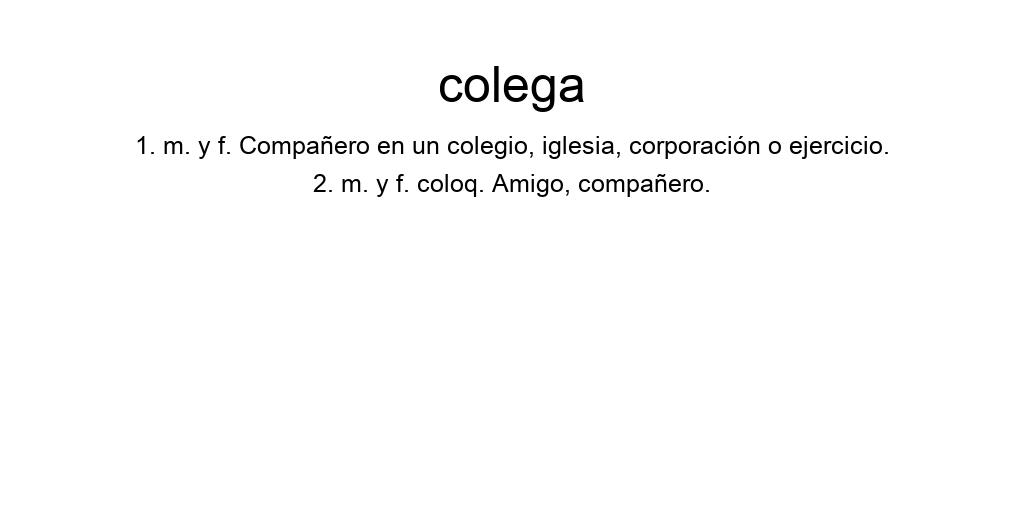 colega
1. m. y f. Compañero en un colegio, iglesia, corporación o ejercicio.
2. m. y f. coloq. Amigo, compañero.